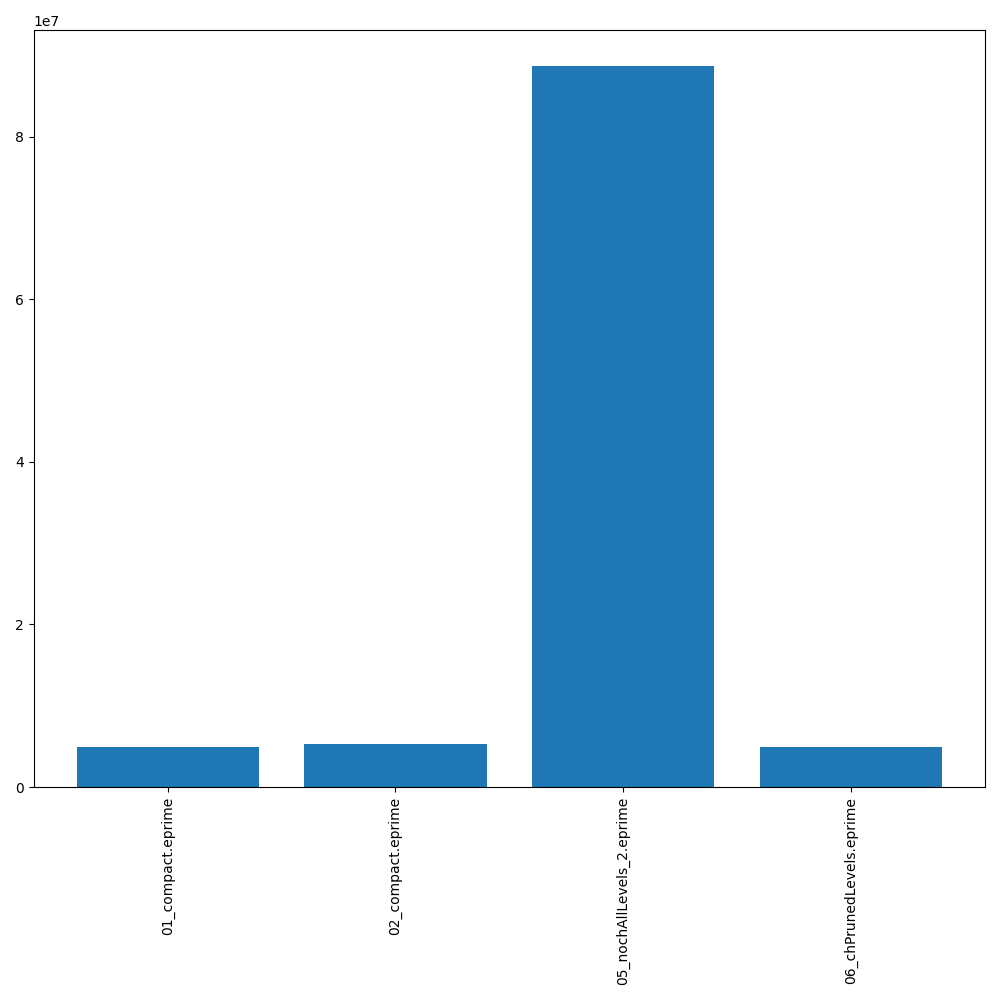 1e7
8
6
4
2
0
01_compact.eprime
02_compact.eprime
05_nochAllLevels_2.eprime
06_chPrunedLevels.eprime